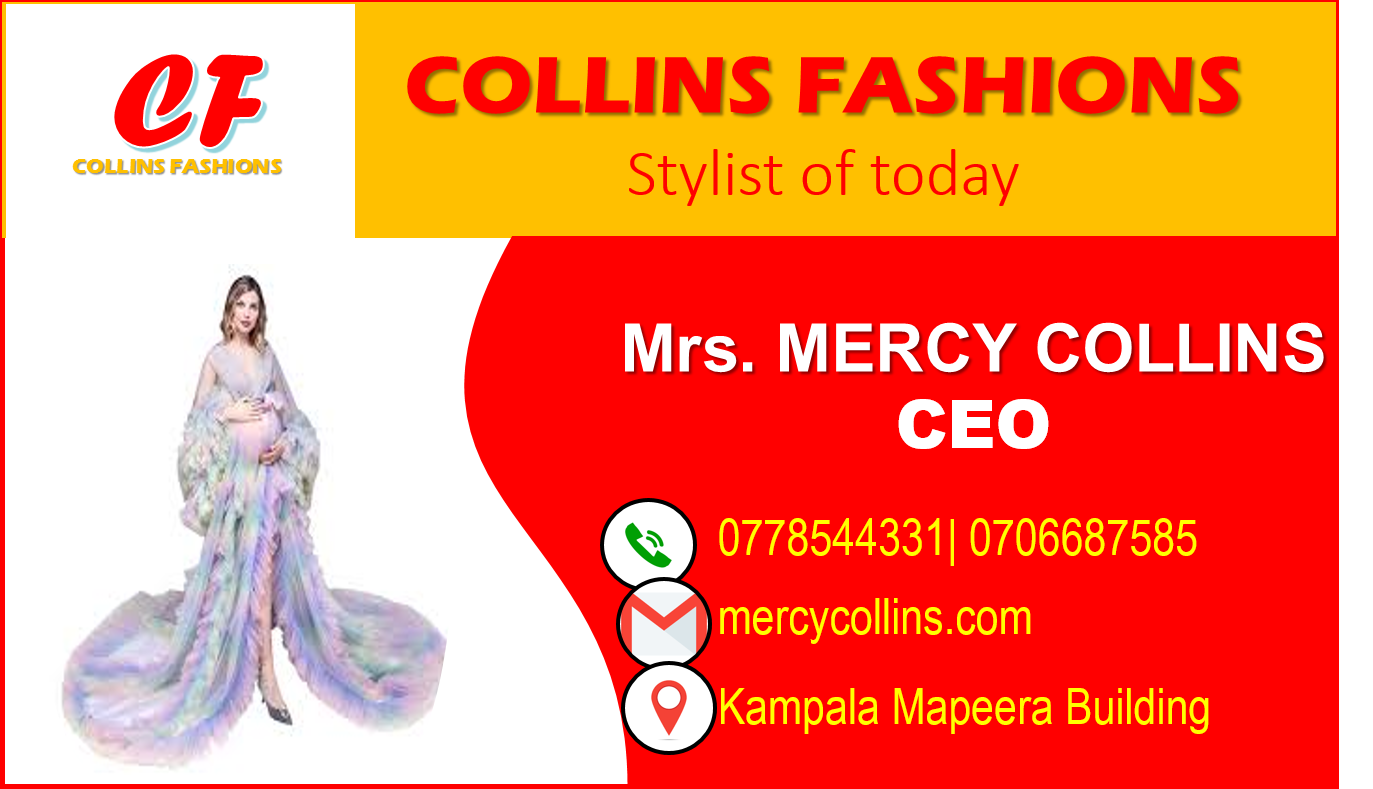 CF
COLLINS FASHIONS
COLLINS FASHIONS
Stylist of today
Mrs. MERCY COLLINS
CEO
0778544331| 0706687585
mercycollins.com
Kampala Mapeera Building